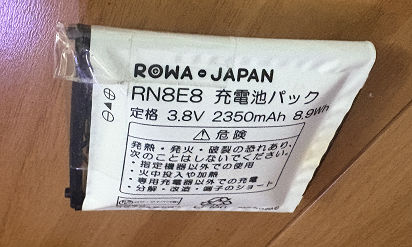 ROWA•JAPAN
RN8E8 充電池パック
定格 3.8V 2350mAh 8.9Wh
⚠危険
発熱・発火・破裂の恐れあり、
次のことはしないでください。
・指定機器以外での使用
・火中投入や加熱
・専用充電器以外での充電
・分解・改造・端子のショート